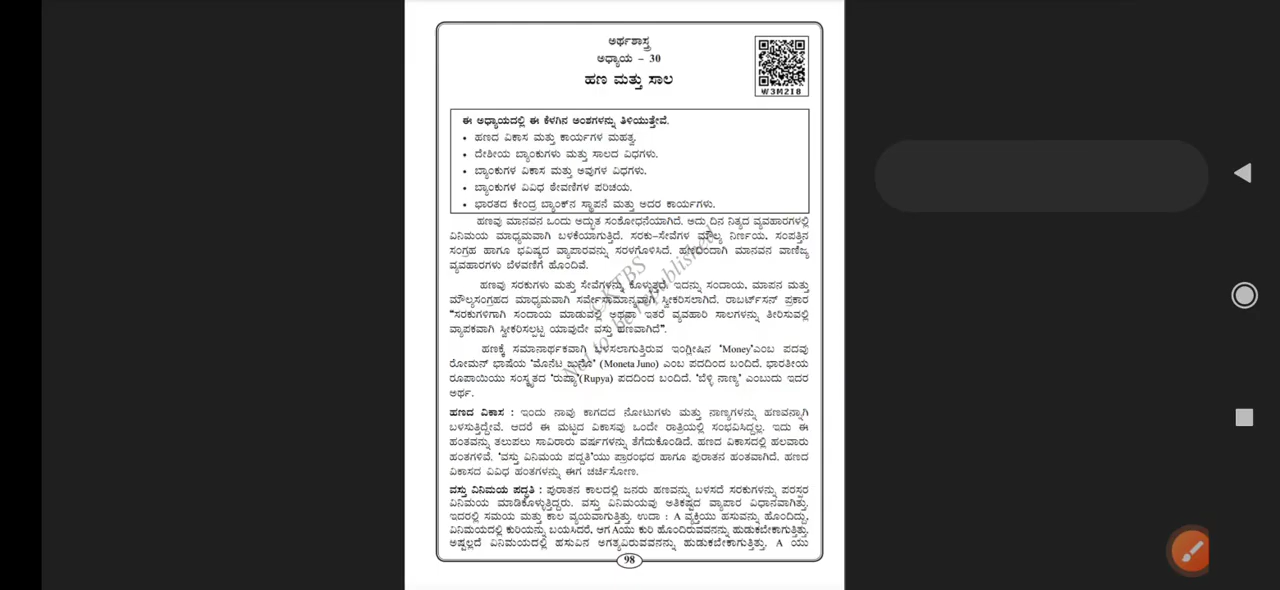 ಅರ್ಥಶಾಸ್ತ್ರ
ಅಧ್ಯಾಯ – 30
ಹಣ ಮತ್ತು ಸಾಲ
W3M2I8
ಈ ಅಧ್ಯಾಯದಲ್ಲಿ ಈ ಕೆಳಗಿನ ಅಂಶಗಳನ್ನು ತಿಳಿಯುತ್ತೇವೆ.
• ಹಣದ ವಿಕಾಸ ಮತ್ತು ಕಾರ್ಯಗಳ ಮಹತ್ವ.
• ದೇಶೀಯ ಬ್ಯಾಂಕುಗಳು ಮತ್ತು ಸಾಲದ ವಿಧಗಳು.
• ಬ್ಯಾಂಕುಗಳ ವಿಕಾಸ ಮತ್ತು ಅವುಗಳ ವಿಧಗಳು.
• ಬ್ಯಾಂಕುಗಳ ವಿವಿಧ ಠೇವಣಿಗಳ ಪರಿಚಯ.
• ಭಾರತದ ಕೇಂದ್ರ ಬ್ಯಾಂಕ್‌ನ ಸ್ಥಾಪನೆ ಮತ್ತು ಅದರ ಕಾರ್ಯಗಳು.
ಹಣವು ಮಾನವನ ಒಂದು ಅದ್ಭುತ ಸಂಶೋಧನೆಯಾಗಿದೆ. ಅದ್ದು ದಿನ ನಿತ್ಯದ ವ್ಯವಹಾರಗಳಲ್ಲಿ
ವಿನಿಮಯ ಮಾಧ್ಯಮವಾಗಿ ಬಳಕೆಯಾಗುತ್ತಿದೆ. ಸರಕು–ಸೇವೆಗಳ ಮೌಲ್ಯ ನಿರ್ಣಯ, ಸಂಪತ್ತಿನ
ಸಂಗ್ರಹ ಹಾಗೂ ಭವಿಷ್ಯದ ವ್ಯಾಪಾರವನ್ನು ಸರಳಗೊಳಿಸಿದೆ. ಹಣದಿಂದಾಗಿ ಮಾನವನ ವಾಣಿಜ್ಯ
ವ್ಯವಹಾರಗಳು ಬೆಳವಣಿಗೆ ಹೊಂದಿವೆ.
ಹಣವು ಸರಕುಗಳು ಮತ್ತು ಸೇವೆಗಳನ್ನು ಕೊಳ್ಳುತ್ತದೆ. ಇದನ್ನು ಸಂದಾಯ, ಮಾಪನ ಮತ್ತು
ಮೌಲ್ಯಸಂಗ್ರಹದ ಮಾಧ್ಯಮವಾಗಿ ಸರ್ವೇಸಾಮಾನ್ಯವಾಗಿ ಸ್ವೀಕರಿಸಲಾಗಿದೆ. ರಾಬರ್ಟ್‌ಸನ್ ಪ್ರಕಾರ
“ಸರಕುಗಳಿಗಾಗಿ ಸಂದಾಯ ಮಾಡುವಲ್ಲಿ ಅಥವಾ ಇತರೆ ವ್ಯವಹಾರಿ ಸಾಲಗಳನ್ನು ತೀರಿಸುವಲ್ಲಿ
ವ್ಯಾಪಕವಾಗಿ ಸ್ವೀಕರಿಸಲ್ಪಟ್ಟ ಯಾವುದೇ ವಸ್ತು ಹಣವಾಗಿದೆ”.
ಹಣಕ್ಕೆ ಸಮಾನಾರ್ಥಕವಾಗಿ ಬಳಸಲಾಗುತ್ತಿರುವ ಇಂಗ್ಲೀಷಿನ ‘Money’ಎಂಬ ಪದವು
ರೋಮನ್ ಭಾಷೆಯ ‘ಮೊನೆಟ ಜುನೊ’ (Moneta Juno) ಎಂಬ ಪದದಿಂದ ಬಂದಿದೆ. ಭಾರತೀಯ
ರೂಪಾಯಿಯು ಸಂಸ್ಕೃತದ ‘ರುಪ್ಯಾ’(Rupya) ಪದದಿಂದ ಬಂದಿದೆ. ‘ಬೆಳ್ಳಿ ನಾಣ್ಯ’ ಎಂಬುದು ಇದರ
ಅರ್ಥ.
ಹಣದ ವಿಕಾಸ : ಇಂದು ನಾವು ಕಾಗದದ ನೋಟುಗಳು ಮತ್ತು ನಾಣ್ಯಗಳನ್ನು ಹಣವನ್ನಾಗಿ
ಬಳಸುತ್ತಿದ್ದೇವೆ. ಆದರೆ ಈ ಮಟ್ಟದ ವಿಕಾಸವು ಒಂದೇ ರಾತ್ರಿಯಲ್ಲಿ ಸಂಭವಿಸಿದ್ದಲ್ಲ. ಇದು ಈ
ಹಂತವನ್ನು ತಲುಪಲು ಸಾವಿರಾರು ವರ್ಷಗಳನ್ನು ತೆಗೆದುಕೊಂಡಿದೆ. ಹಣದ ವಿಕಾಸದಲ್ಲಿ ಹಲವಾರು
ಹಂತಗಳಿವೆ. ‘ವಸ್ತು ವಿನಿಮಯ ಪದ್ಧತಿ’ಯು ಪ್ರಾರಂಭದ ಹಾಗೂ ಪುರಾತನ ಹಂತವಾಗಿದೆ. ಹಣದ
ವಿಕಾಸದ ವಿವಿಧ ಹಂತಗಳನ್ನು ಈಗ ಚರ್ಚಿಸೋಣ.
ವಸ್ತು ವಿನಿಮಯ ಪದ್ಧತಿ : ಪುರಾತನ ಕಾಲದಲ್ಲಿ ಜನರು ಹಣವನ್ನು ಬಳಸದೆ ಸರಕುಗಳನ್ನು ಪರಸ್ಪರ
ವಿನಿಮಯ ಮಾಡಿಕೊಳ್ಳುತ್ತಿದ್ದರು. ವಸ್ತು ವಿನಿಮಯವು ಅತಿಕಷ್ಟದ ವ್ಯಾಪಾರ ವಿಧಾನವಾಗಿತ್ತು.
ಇದರಲ್ಲಿ ಸಮಯ ಮತ್ತು ಕಾಲ ವ್ಯಯವಾಗುತ್ತಿತ್ತು. ಉದಾ : A ವ್ಯಕ್ತಿಯು ಹಸುವನ್ನು ಹೊಂದಿದ್ದು,
ವಿನಿಮಯದಲ್ಲಿ ಕುರಿಯನ್ನು ಬಯಸಿದರೆ, ಆಗ Aಯು ಕುರಿ ಹೊಂದಿರುವವನನ್ನು ಹುಡುಕಬೇಕಾಗುತ್ತಿತ್ತು.
ಅಷ್ಟಲ್ಲದೆ ವಿನಿಮಯದಲ್ಲಿ ಹಸುವಿನ ಅಗತ್ಯವಿರುವವನನ್ನು ಹುಡುಕಬೇಕಾಗುತ್ತಿತ್ತು. A ಯು
98
©KTBS
Not to be republished